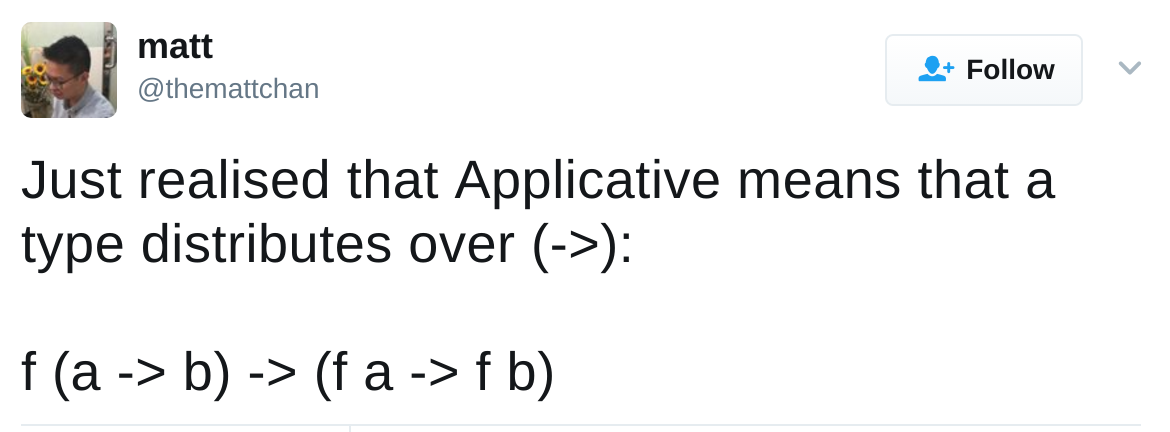 matt
@themattchan
Follow
Just realised that Applicative means that a
type distributes over (->):
f (a -> b) -> (f a -> f b)